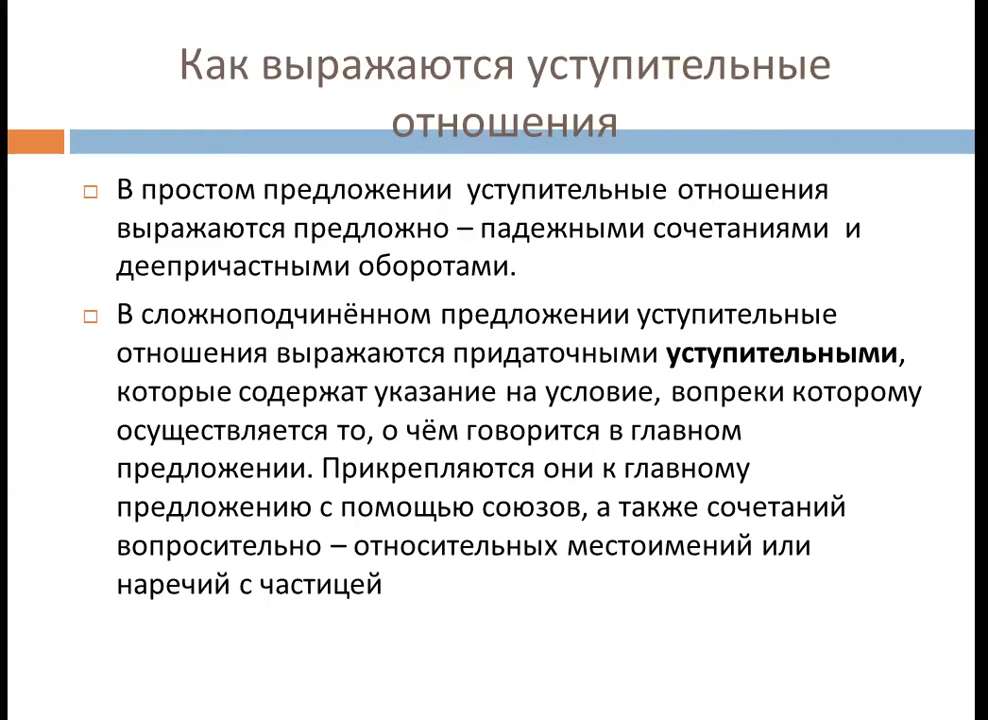 Как выражаются уступительные
отношения
В простом предложении уступительные отношения
выражаются предложно – падежными сочетаниями и
деепричастными оборотами.
В сложноподчинённом предложении уступительные
отношения выражаются придаточными уступительными,
которые содержат указание на условие, вопреки которому
осуществляется то, о чём говорится в главном
предложении. Прикрепляются они к главному
предложению с помощью союзов, а также сочетаний
вопросительно – относительных местоимений или
наречий с частицей